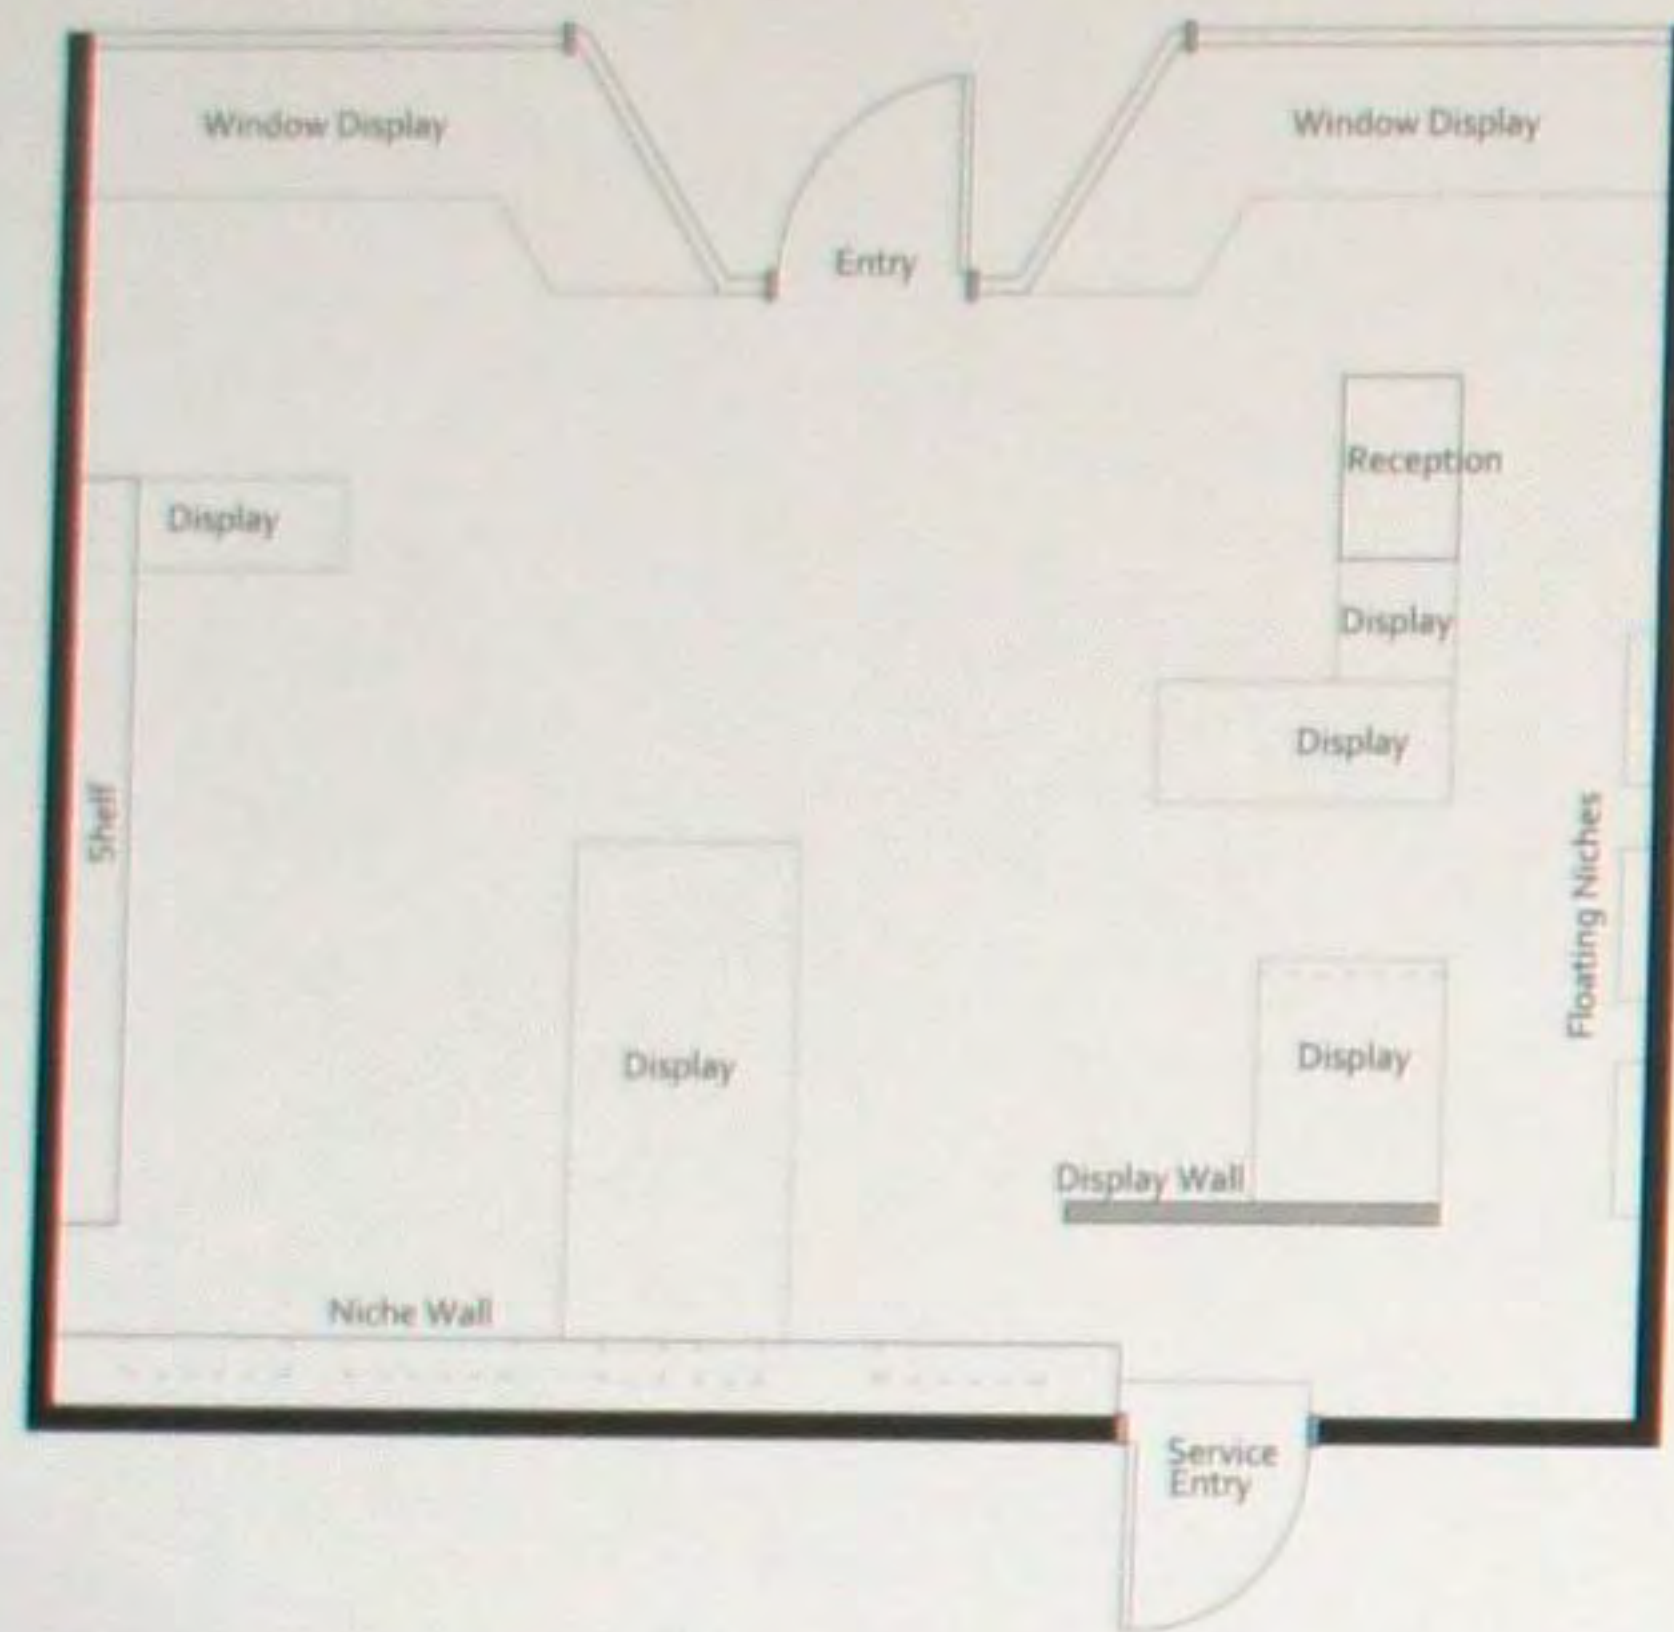 Window Display
Window Display
Entry
Reception
Display
Display
Display
Shelf
Floating Niches
Display
Display
Display Wall
Niche Wall
Service
Entry